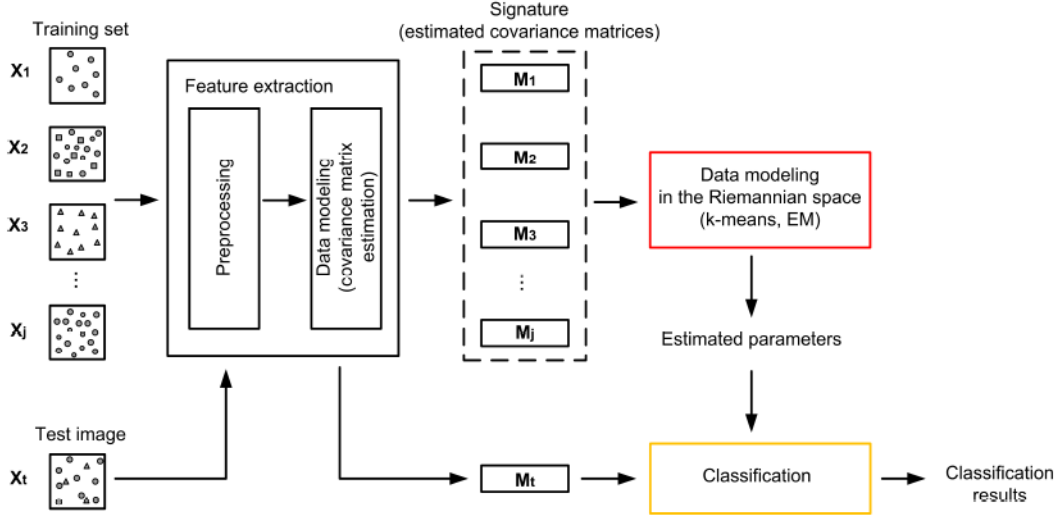 Training set
X1
X2
X3
...
Xj
Feature extraction
Preprocessing
Data modeling
(covariance matrix
estimation)
Signature
(estimated covariance matrices)
M1
M2
M3
...
Mj
Data modeling
in the Riemannian space
(k-means, EM)
Estimated parameters
Test image
Xt
Mt
Classification
Classification
results